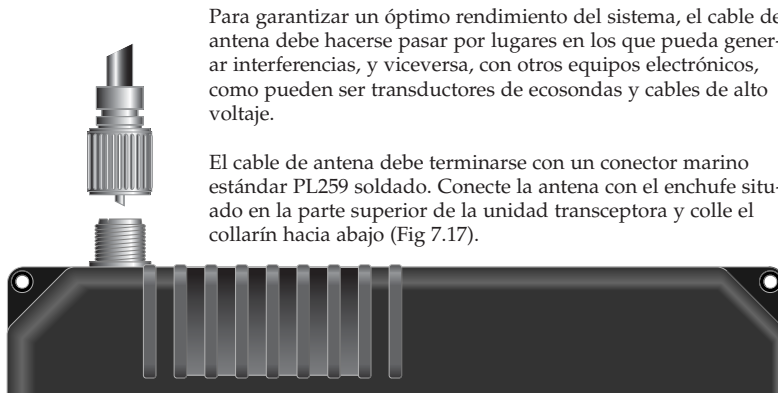 Para garantizar un óptimo rendimiento del sistema, el cable de
antena debe hacerse pasar por lugares en los que pueda gener-
ar interferencias, y viceversa, con otros equipos electrónicos,
como pueden ser transductores de ecosondas y cables de alto
voltaje.
El cable de antena debe terminarse con un conector marino
estándar PL259 soldado. Conecte la antena con el enchufe situ-
ado en la parte superior de la unidad transceptora y colle el
collarín hacia abajo (Fig 7.17).